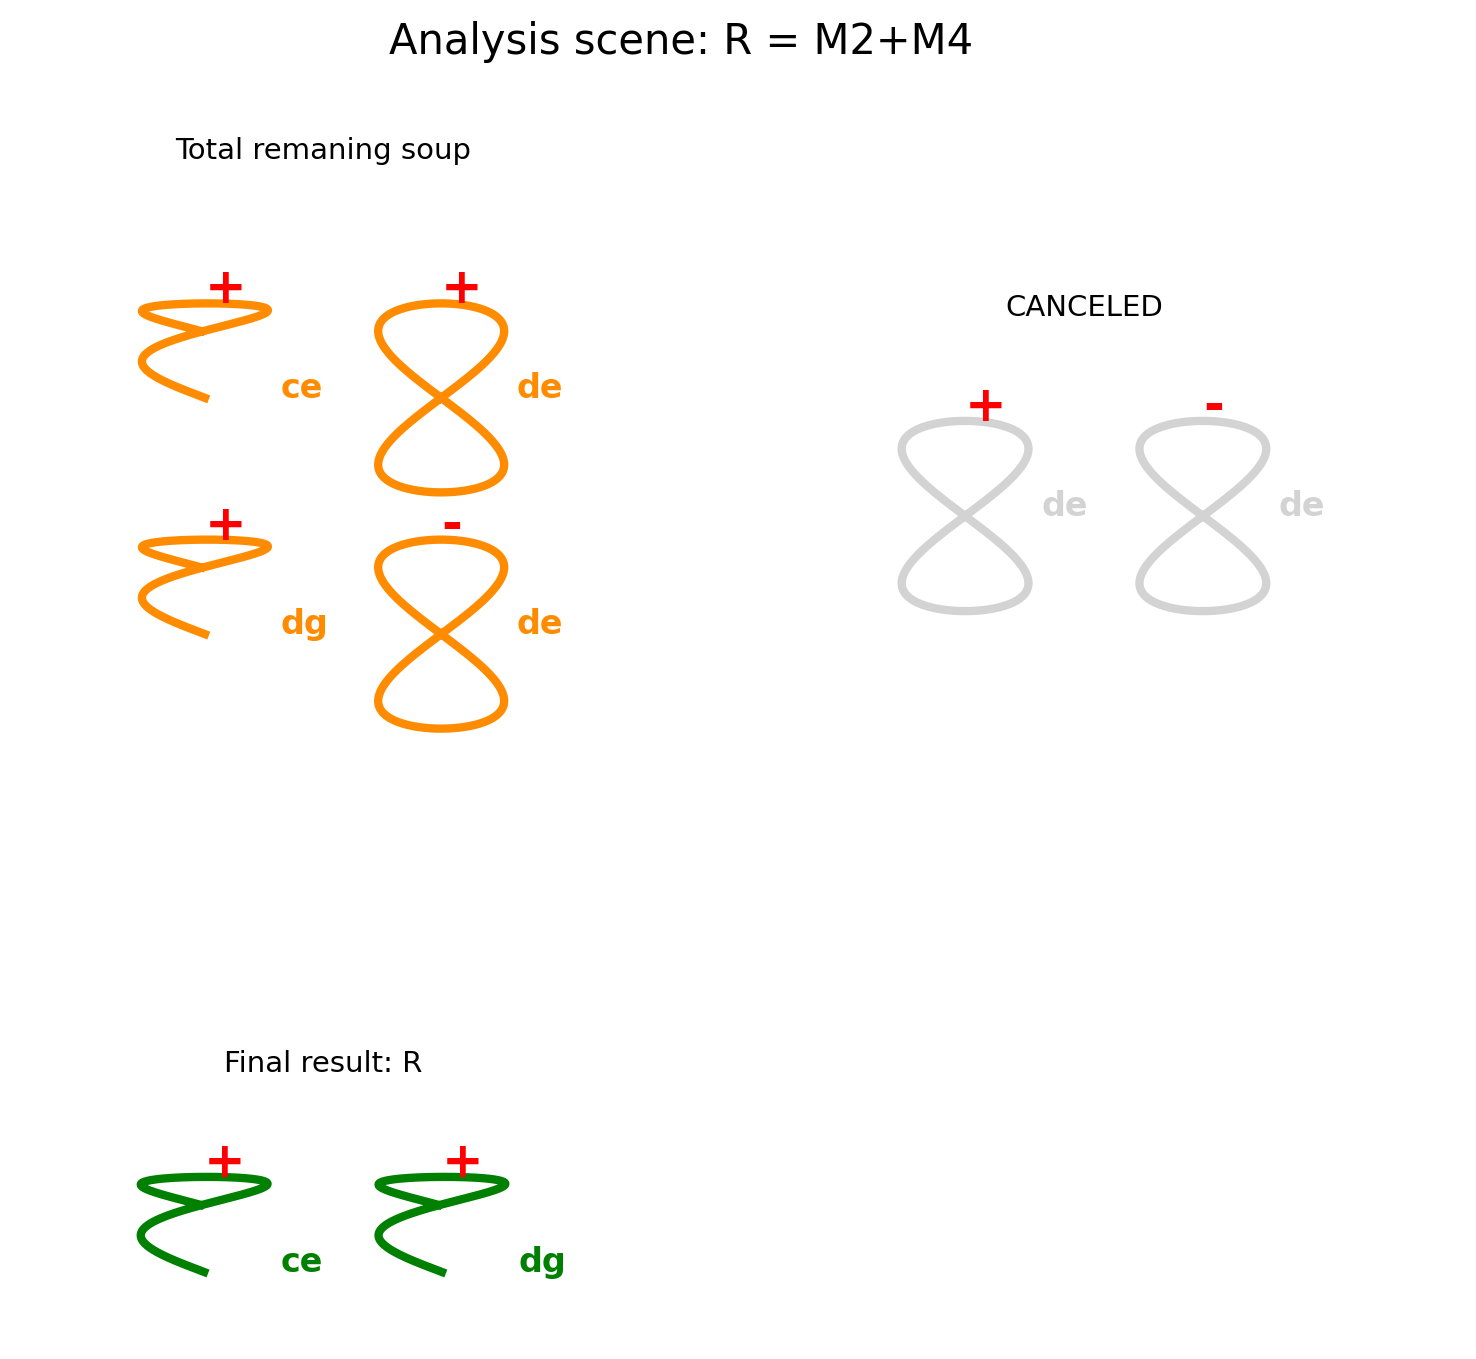 Analysis scene: R = M2+M4
Total remaning soup
+ +
ce de
+ -
dg de
CANCELED
+ -
de de
Final result: R
+ +
ce dg